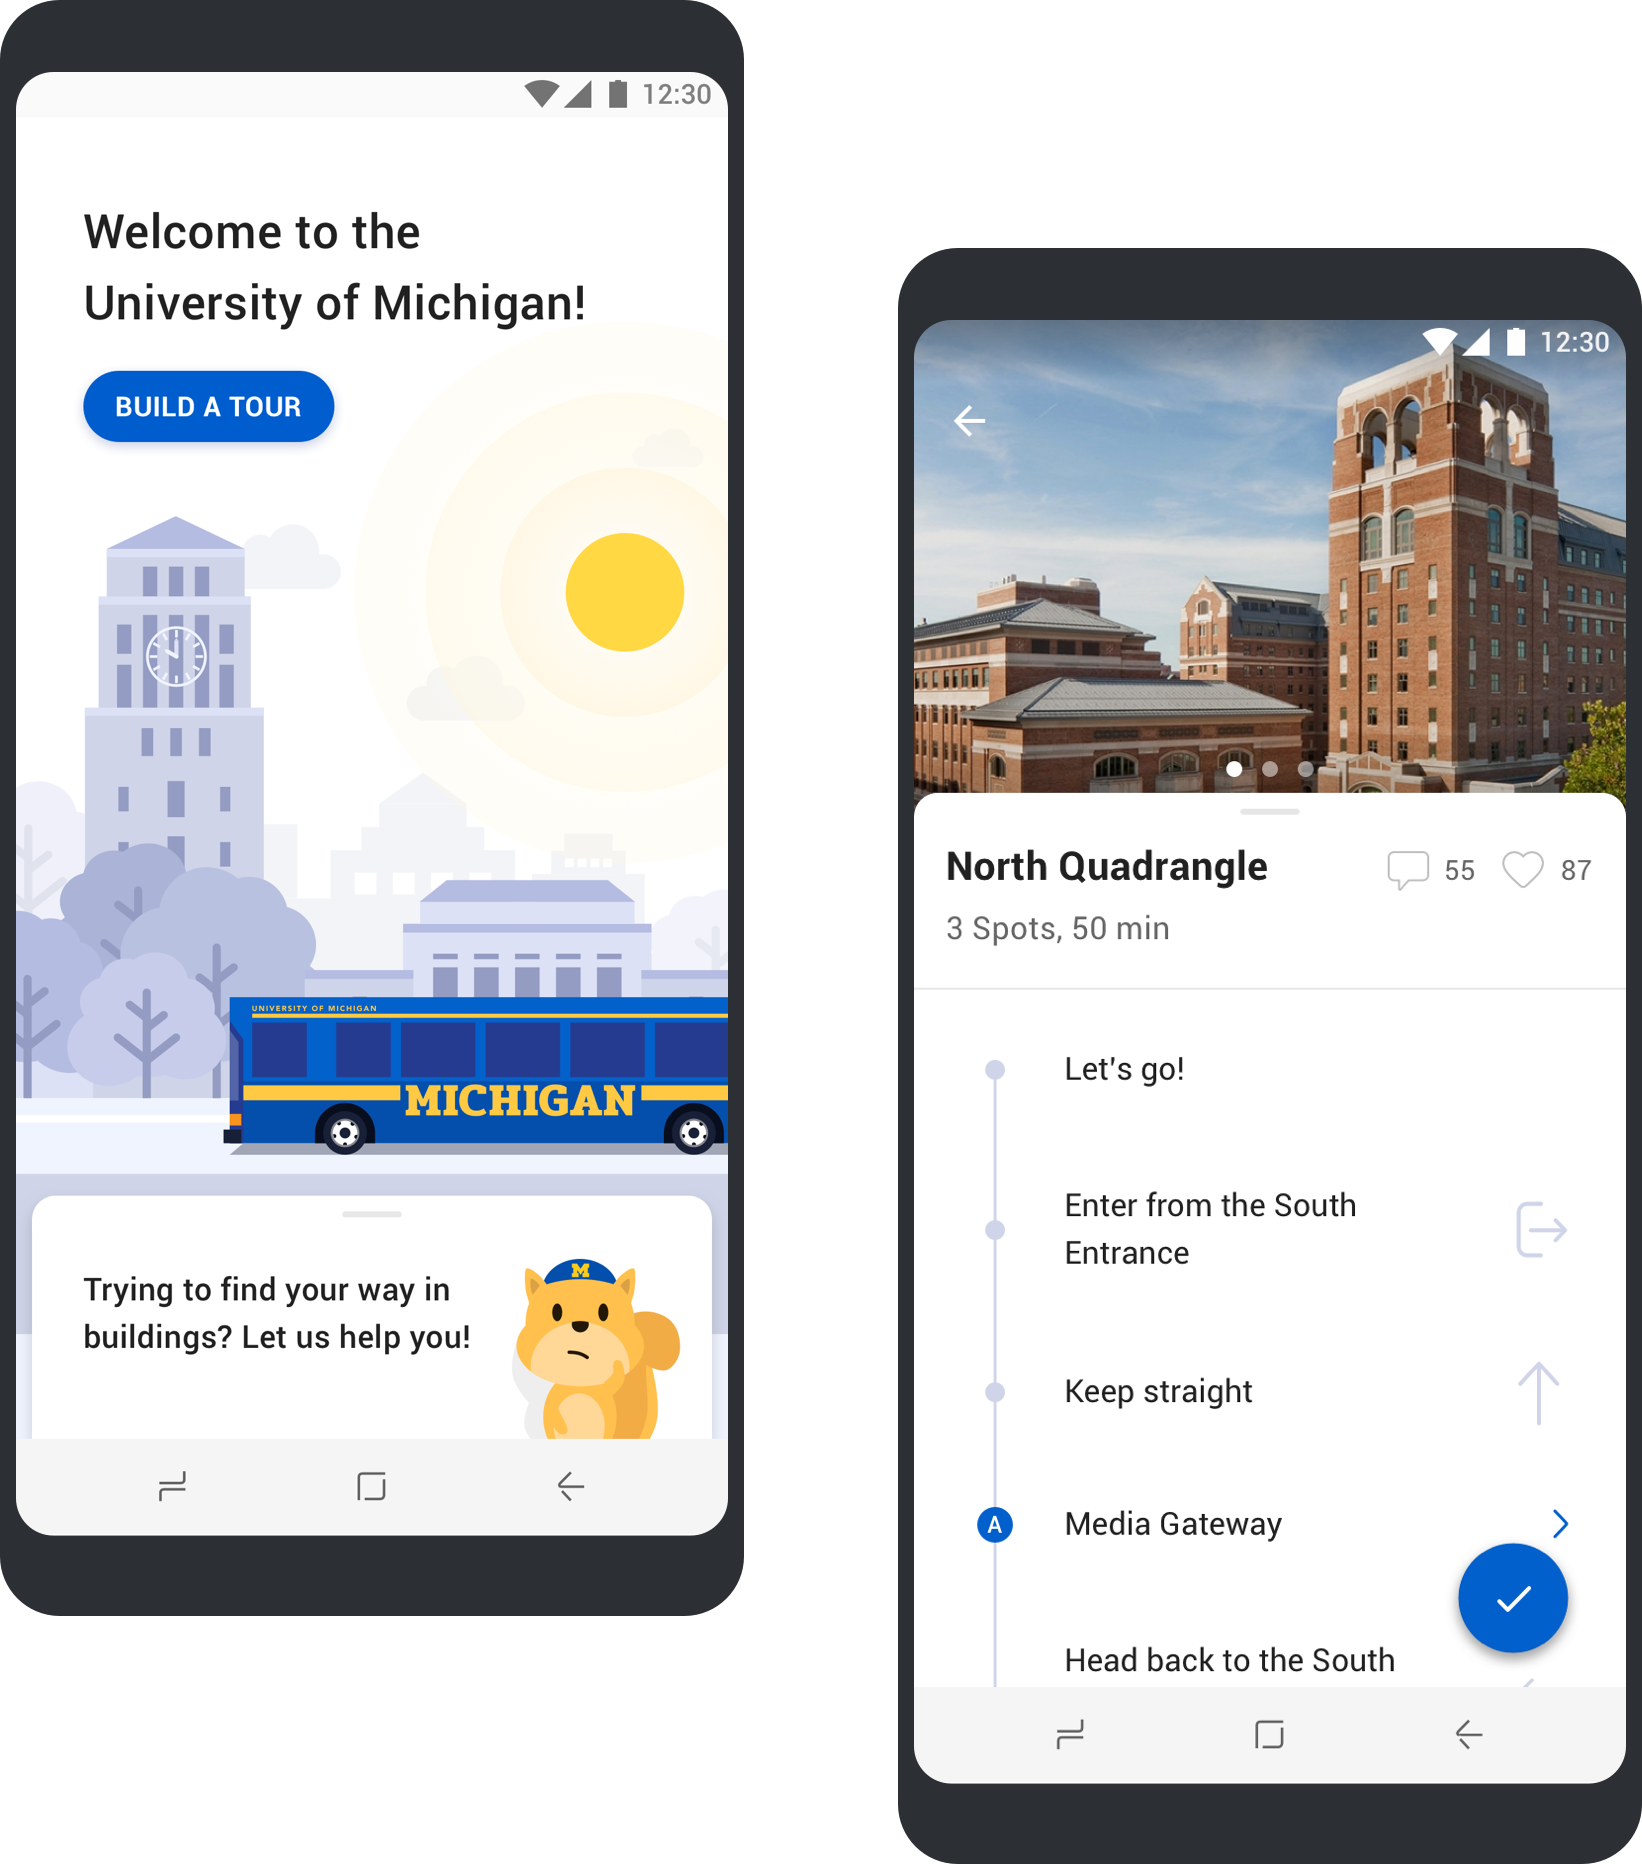 12:30
Welcome to the
University of Michigan!
BUILD A TOUR
UNIVERSITY OF MICHIGAN
MICHIGAN
M
Trying to find your way in
buildings? Let us help you!
12:30
North Quadrangle
55
87
3 Spots, 50 min
Let's go!
Enter from the South
Entrance
Keep straight
A
Media Gateway
Head back to the South